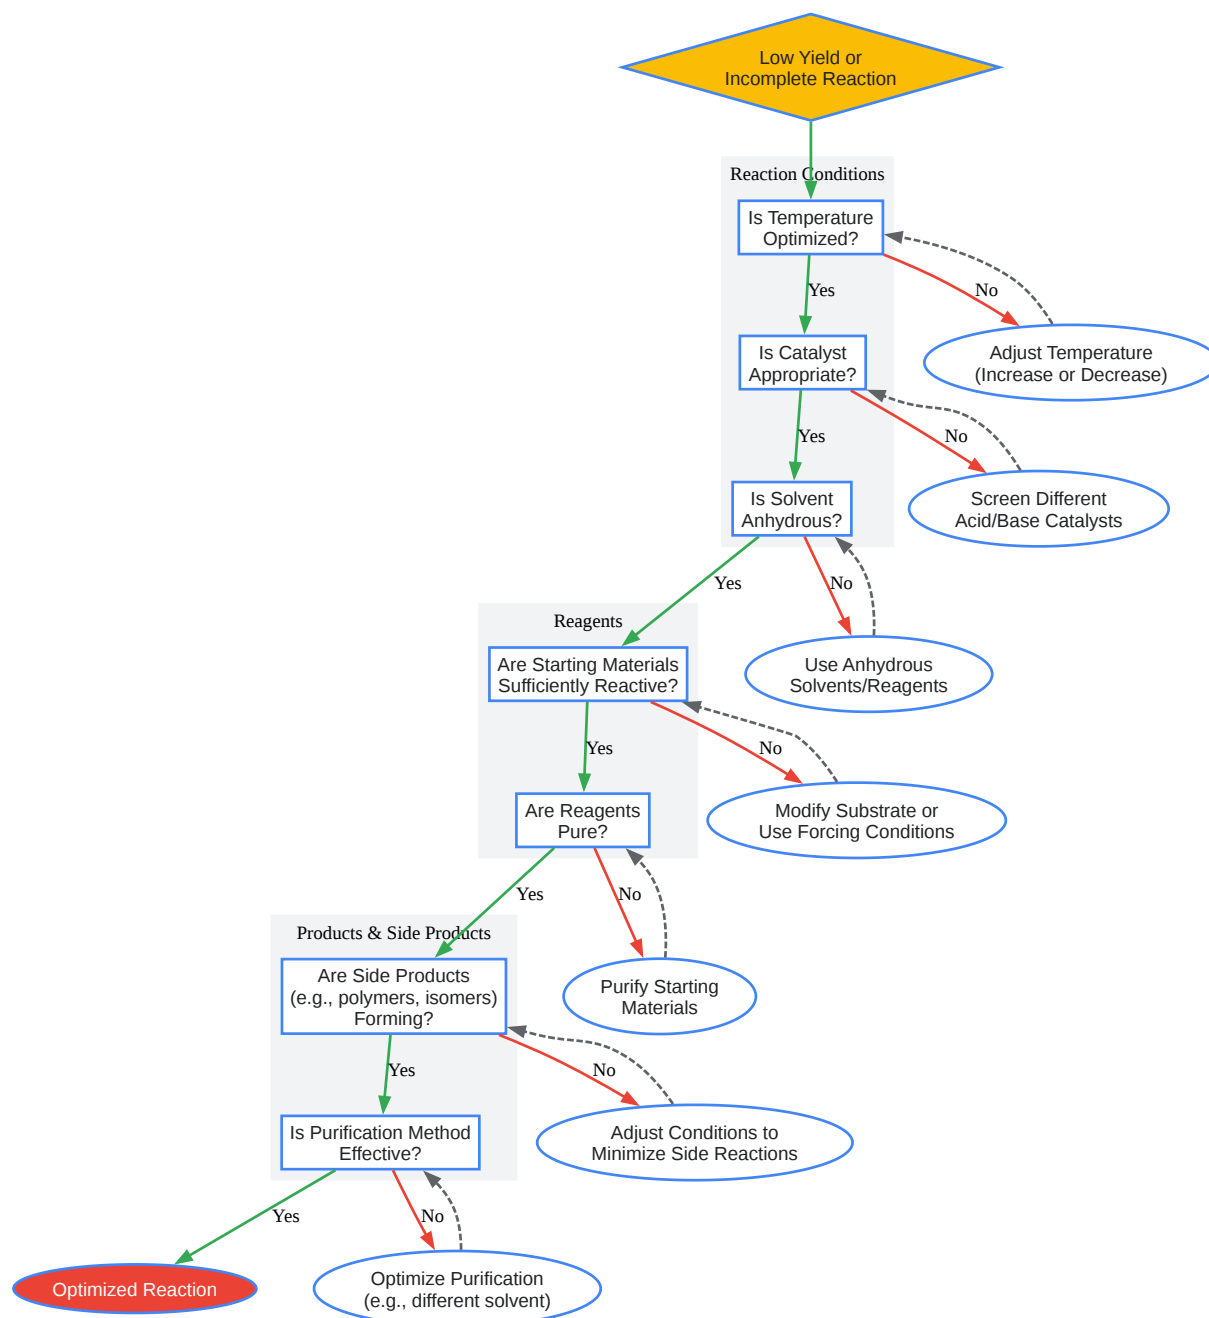 Low Yield or
Incomplete Reaction
Reaction Conditions
Is Temperature
Optimized?
Yes
No
Is Catalyst
Appropriate?
Adjust Temperature
(Increase or Decrease)
Yes
No
Is Solvent
Anhydrous?
Screen Different
Acid/Base Catalysts
Yes
No
Reagents
Are Starting Materials
Sufficiently Reactive?
Use Anhydrous
Solvents/Reagents
Yes
No
Are Reagents
Pure?
Modify Substrate or
Use Forcing Conditions
Yes
No
Products & Side Products
Are Side Products
(e.g., polymers, isomers)
Forming?
Purify Starting
Materials
Yes
No
Is Purification Method
Effective?
Adjust Conditions to
Minimize Side Reactions
Yes
No
Optimized Reaction
Optimize Purification
(e.g., different solvent)